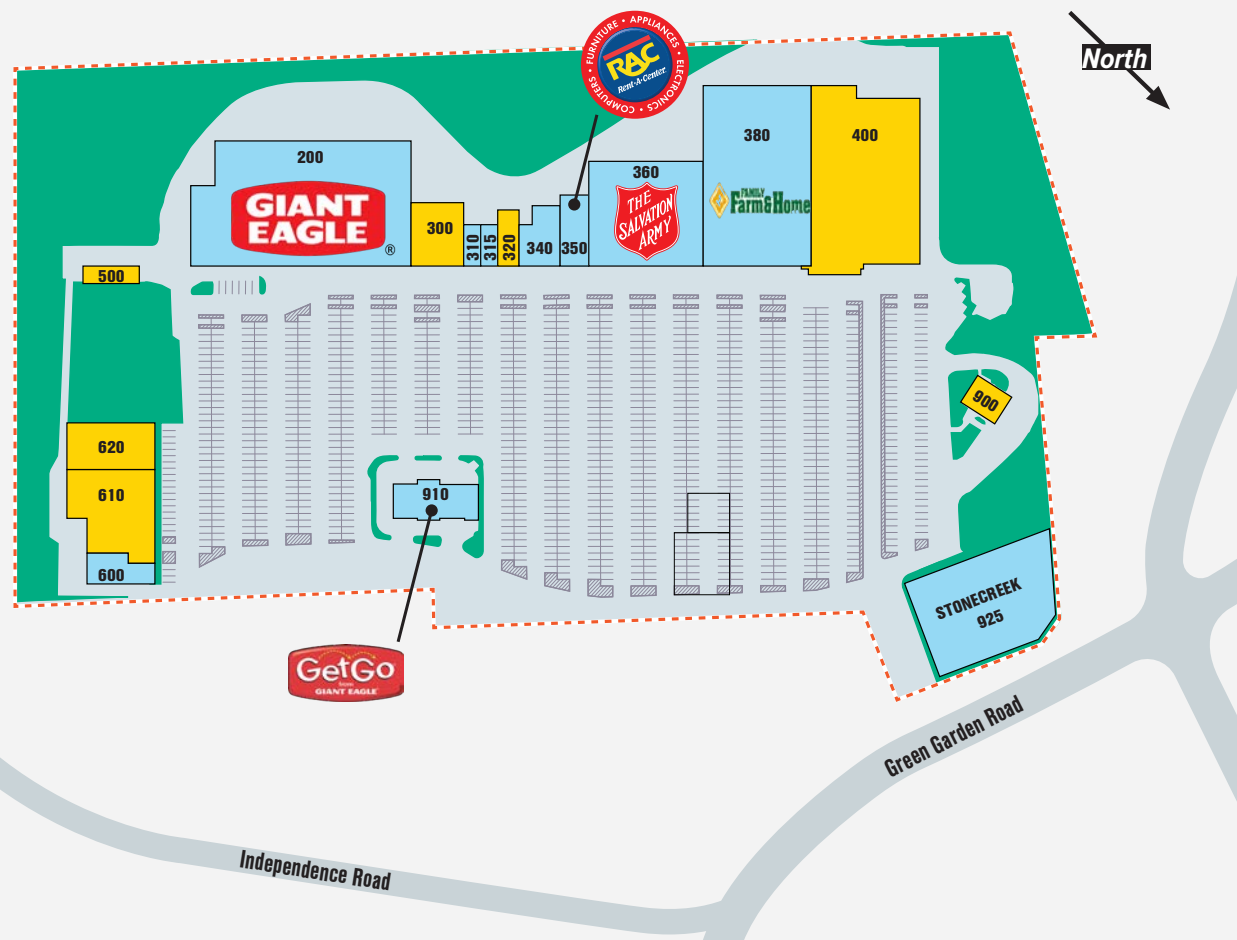 FURNITURE • APPLIANCES • ELECTRONICS • COMPUTERS •
RAC
Rent-A-Center
North
200
GIANT
EAGLE
®
300
310
315
320
340
350
360
THE
SALVATION
ARMY
380
FAMILY
Farm&Home
400
500
620
610
600
910
900
STONECREEK
925
GetGo
from
GIANT EAGLE
Green Garden Road
Independence Road